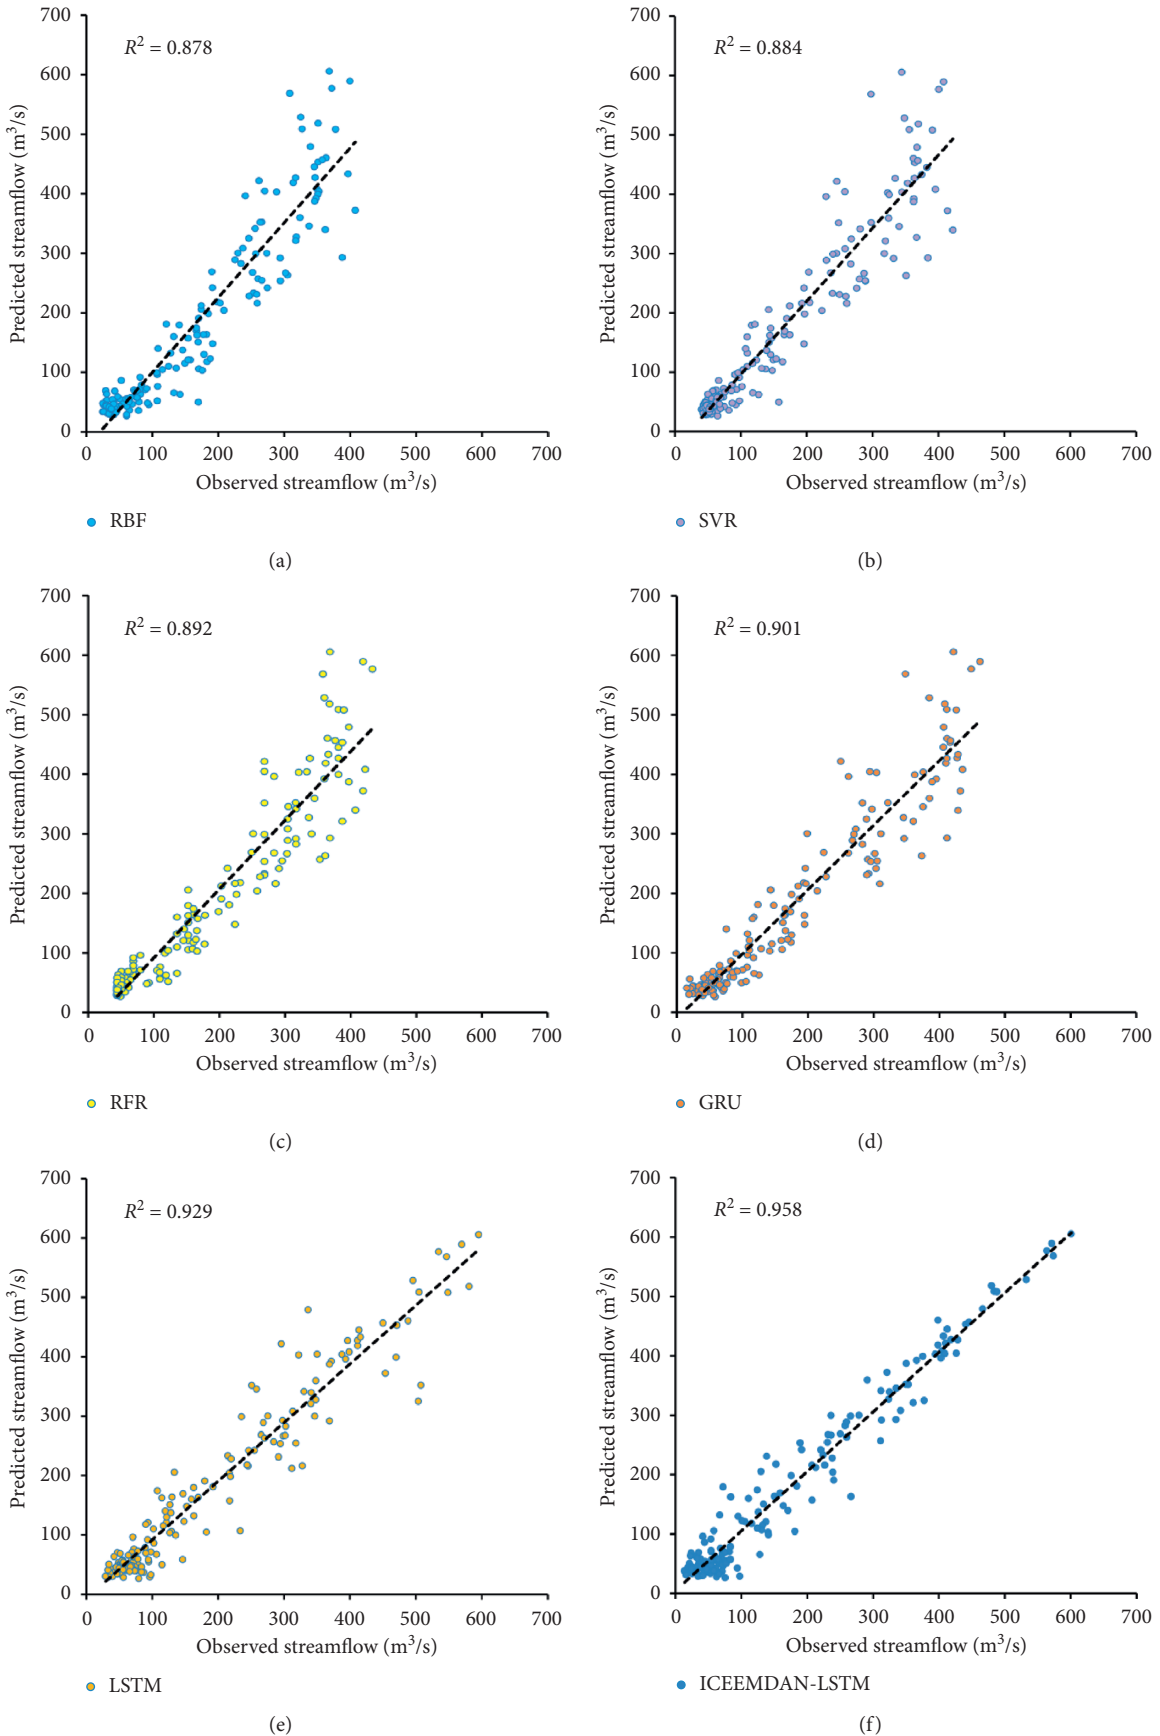 700
600
500
400
300
200
100
0
Predicted streamflow (m³/s)
R² = 0.878
0 100 200 300 400 500 600 700
Observed streamflow (m³/s)
RBF
(a)
700
600
500
400
300
200
100
0
Predicted streamflow (m³/s)
R² = 0.884
0 100 200 300 400 500 600 700
Observed streamflow (m³/s)
SVR
(b)
700
600
500
400
300
200
100
0
Predicted streamflow (m³/s)
R² = 0.892
0 100 200 300 400 500 600 700
Observed streamflow (m³/s)
RFR
(c)
700
600
500
400
300
200
100
0
Predicted streamflow (m³/s)
R² = 0.901
0 100 200 300 400 500 600 700
Observed streamflow (m³/s)
GRU
(d)
700
600
500
400
300
200
100
0
Predicted streamflow (m³/s)
R² = 0.929
0 100 200 300 400 500 600 700
Observed streamflow (m³/s)
LSTM
(e)
700
600
500
400
300
200
100
0
Predicted streamflow (m³/s)
R² = 0.958
0 100 200 300 400 500 600 700
Observed streamflow (m³/s)
ICEEMDAN-LSTM
(f)